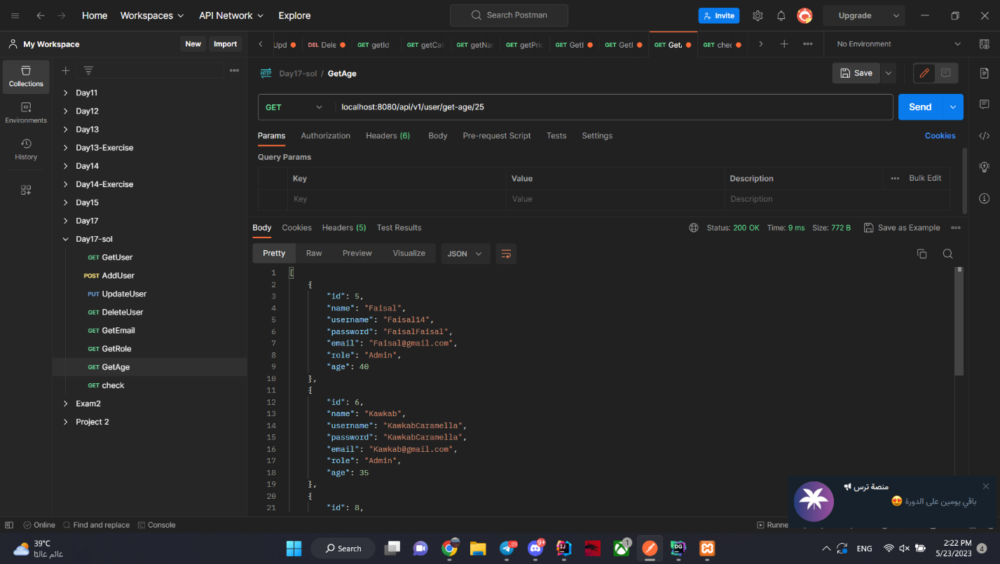 Home Workspaces API Network Explore Search Postman Invite Upgrade
My Workspace New Import Upd DEL Dele GET getId GET getCat GET getNar GET getPric GET GetI GET GetI GET GetA GET chec No Environment
Collections
Environments
History
Day11
Day12
Day13
Day13-Exercise
Day14
Day14-Exercise
Day15
Day17
Day17-sol
GET GetUser
POST AddUser
PUT UpdateUser
GET DeleteUser
GET GetEmail
GET GetRole
GET GetAge
GET check
Exam2
Project 2
HTTP Day17-sol / GetAge Save
GET localhost:8080/api/v1/user/get-age/25 Send
Params Authorization Headers (6) Body Pre-request Script Tests Settings Cookies
Query Params
Key Value Description Bulk Edit
Key Value Description
Body Cookies Headers (5) Test Results Status: 200 OK Time: 9 ms Size: 772 B Save as Example
Pretty Raw Preview Visualize JSON
1 [
2 {
3 "id": 5,
4 "name": "Faisal",
5 "username": "Faisal14",
6 "password": "FaisalFaisal",
7 "email": "Faisal@gmail.com",
8 "role": "Admin",
9 "age": 40
10 },
11 {
12 "id": 6,
13 "name": "Kawkab",
14 "username": "KawkabCaramella",
15 "password": "KawkabCaramella",
16 "email": "Kawkab@gmail.com",
17 "role": "Admin",
18 "age": 35
19 },
20 {
21 "id": 8,
منصة ترس 📢
باقي يومين على الدورة 😍
Online Find and replace Console Runne
39°C
غائم غالبًا
Search 09 9+ 1 ENG
2:22 PM
5/23/2023 4